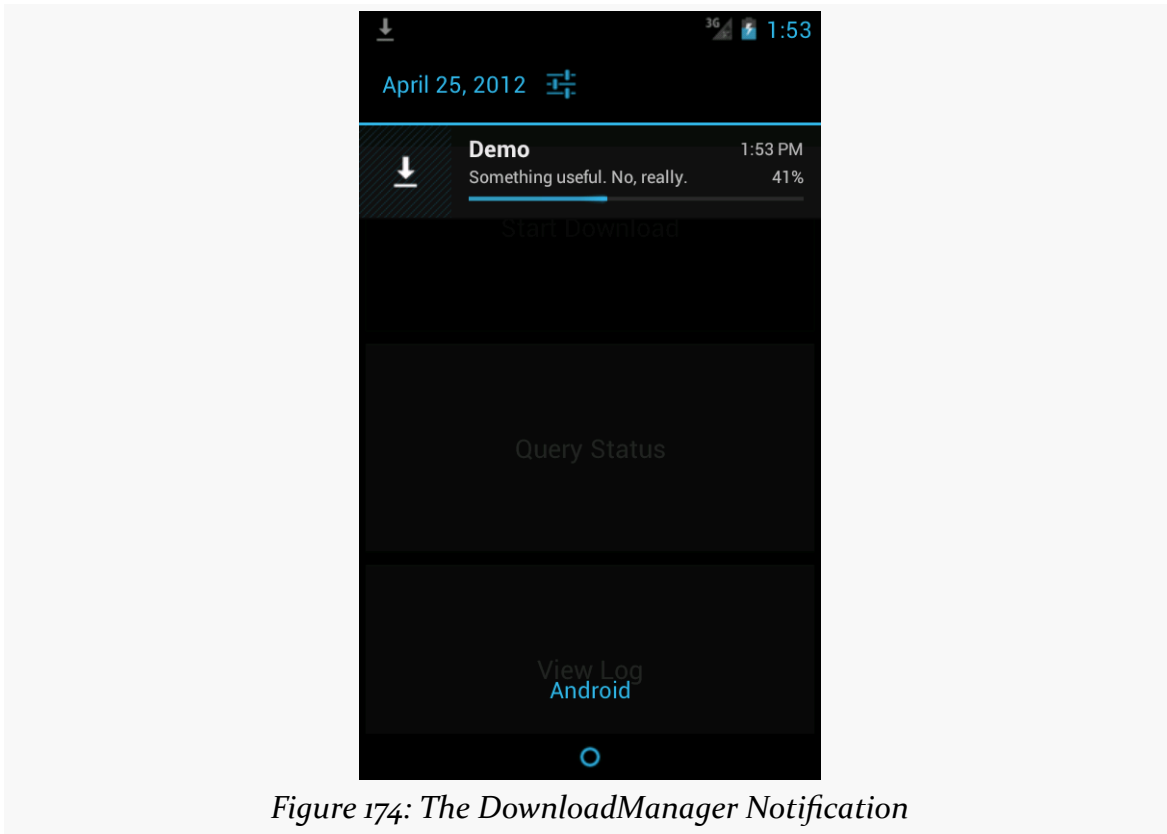 3G 1:53
April 25, 2012
Demo 1:53 PM
Something useful. No, really. 41%
Start Download
Query Status
View Log
Android
Figure 174: The DownloadManager Notification